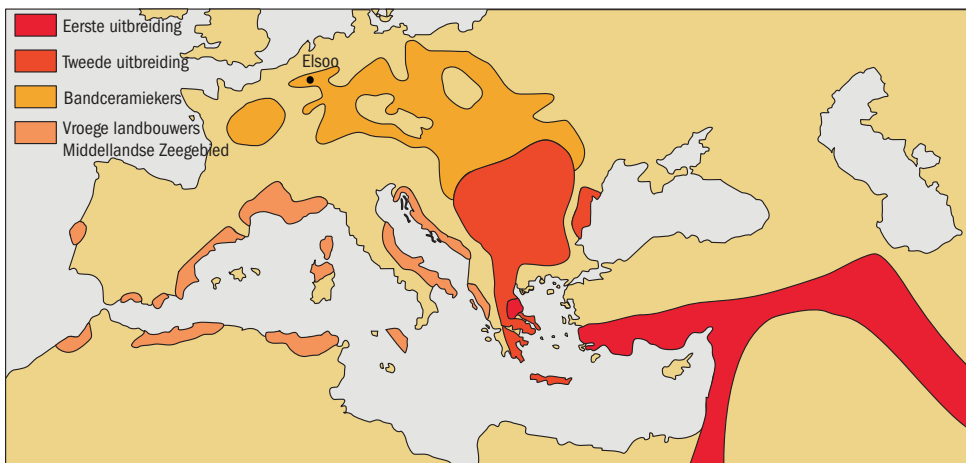 Eerste uitbreiding
Tweede uitbreiding
Bandceramiekers
Vroege landbouwers
Middellandse Zeegebied
Elsoo